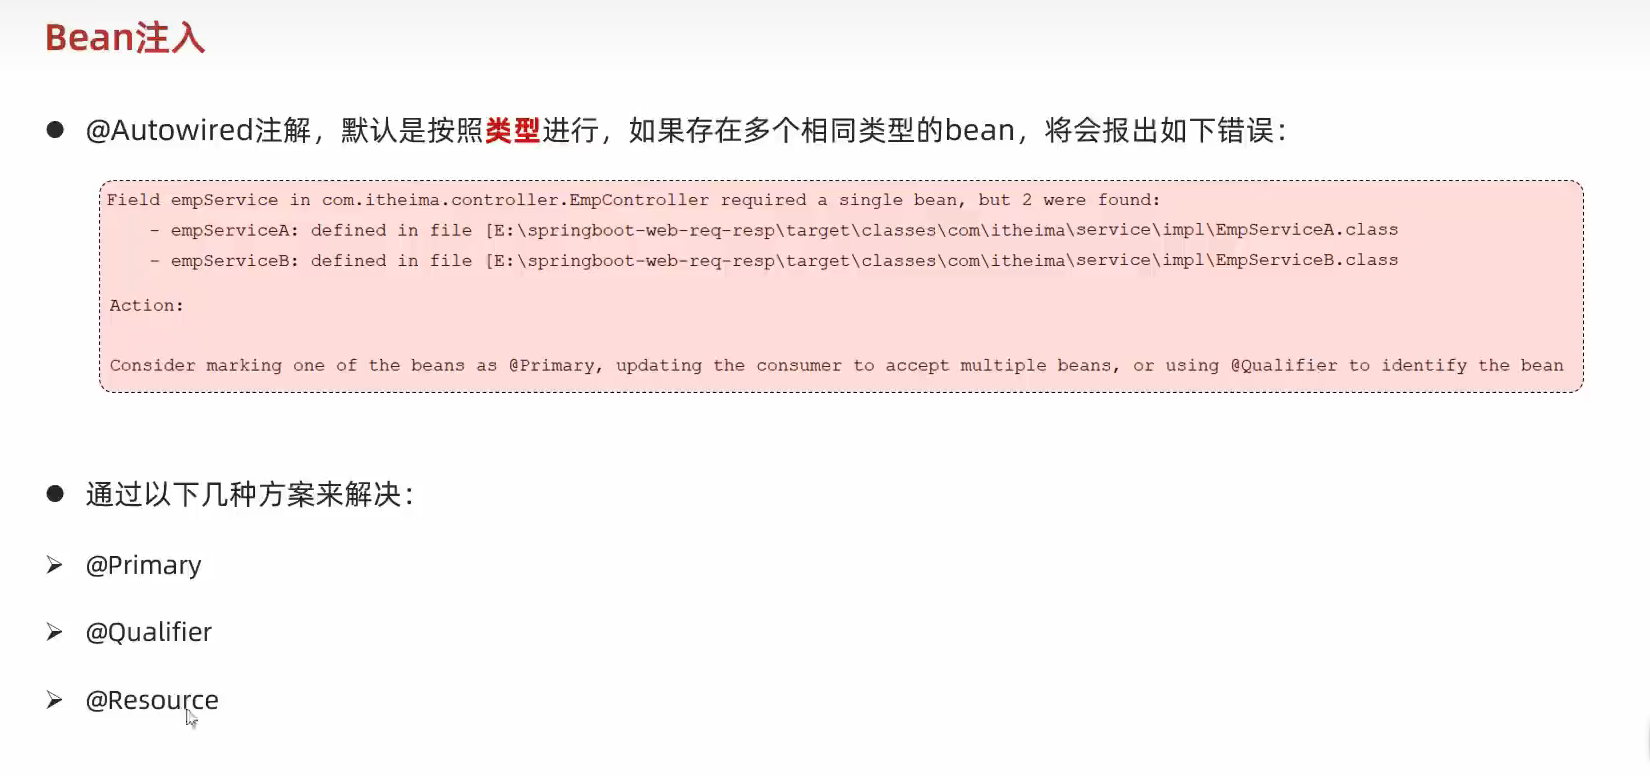 Bean注入
@Autowired注解，默认是按照类型进行，如果存在多个相同类型的bean，将会报出如下错误：
Field empService in com.itheima.controller.EmpController required a single bean, but 2 were found:
- empServiceA: defined in file [E:\springboot-web-req-resp\target\classes\com\itheima\service\impl\EmpServiceA.class
- empServiceB: defined in file [E:\springboot-web-req-resp\target\classes\com\itheima\service\impl\EmpServiceB.class
Action:
Consider marking one of the beans as @Primary, updating the consumer to accept multiple beans, or using @Qualifier to identify the bean
通过以下几种方案来解决：
@Primary
@Qualifier
@Resource